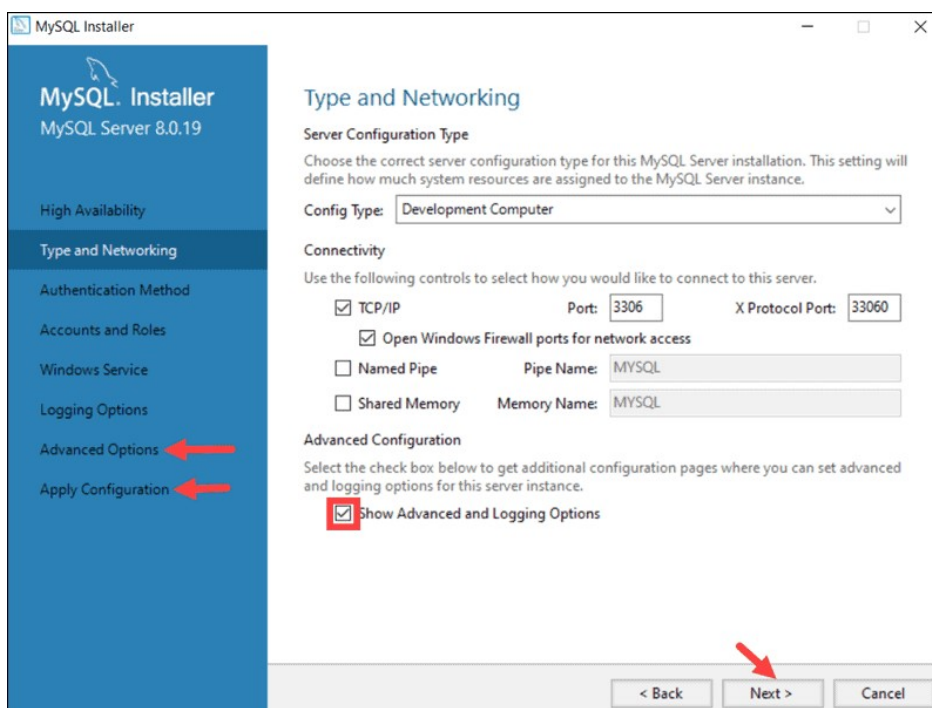 MySQL Installer
MySQL. Installer
MySQL Server 8.0.19
High Availability
Type and Networking
Authentication Method
Accounts and Roles
Windows Service
Logging Options
Advanced Options
Apply Configuration
Type and Networking
Server Configuration Type
Choose the correct server configuration type for this MySQL Server installation. This setting will
define how much system resources are assigned to the MySQL Server instance.
Config Type: Development Computer
Connectivity
Use the following controls to select how you would like to connect to this server.
TCP/IP Port: 3306 X Protocol Port: 33060
Open Windows Firewall ports for network access
Named Pipe Pipe Name: MYSQL
Shared Memory Memory Name: MYSQL
Advanced Configuration
Select the check box below to get additional configuration pages where you can set advanced
and logging options for this server instance.
Show Advanced and Logging Options
< Back Next > Cancel